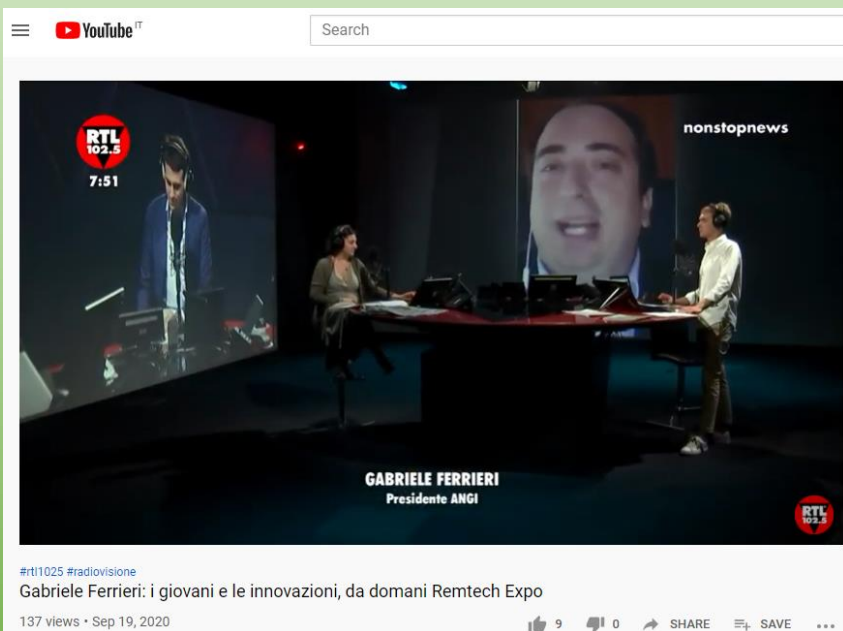 YouTube IT
Search
RTL
102.5
7:51
nonstopnews
GABRIELE FERRIERI
Presidente ANGI
RTL
102.5
#rtl1025 #radiovisione
Gabriele Ferrieri: i giovani e le innovazioni, da domani Remtech Expo
137 views • Sep 19, 2020
9
0
SHARE
SAVE